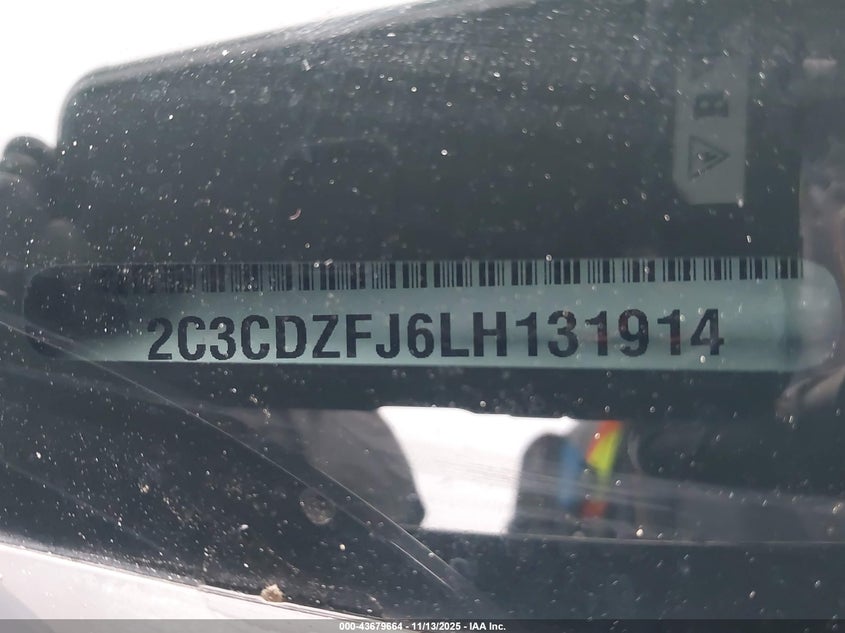 B
2C3CDZFJ6LH131914
000-43679664 | 11/13/2025 - IAA Inc.